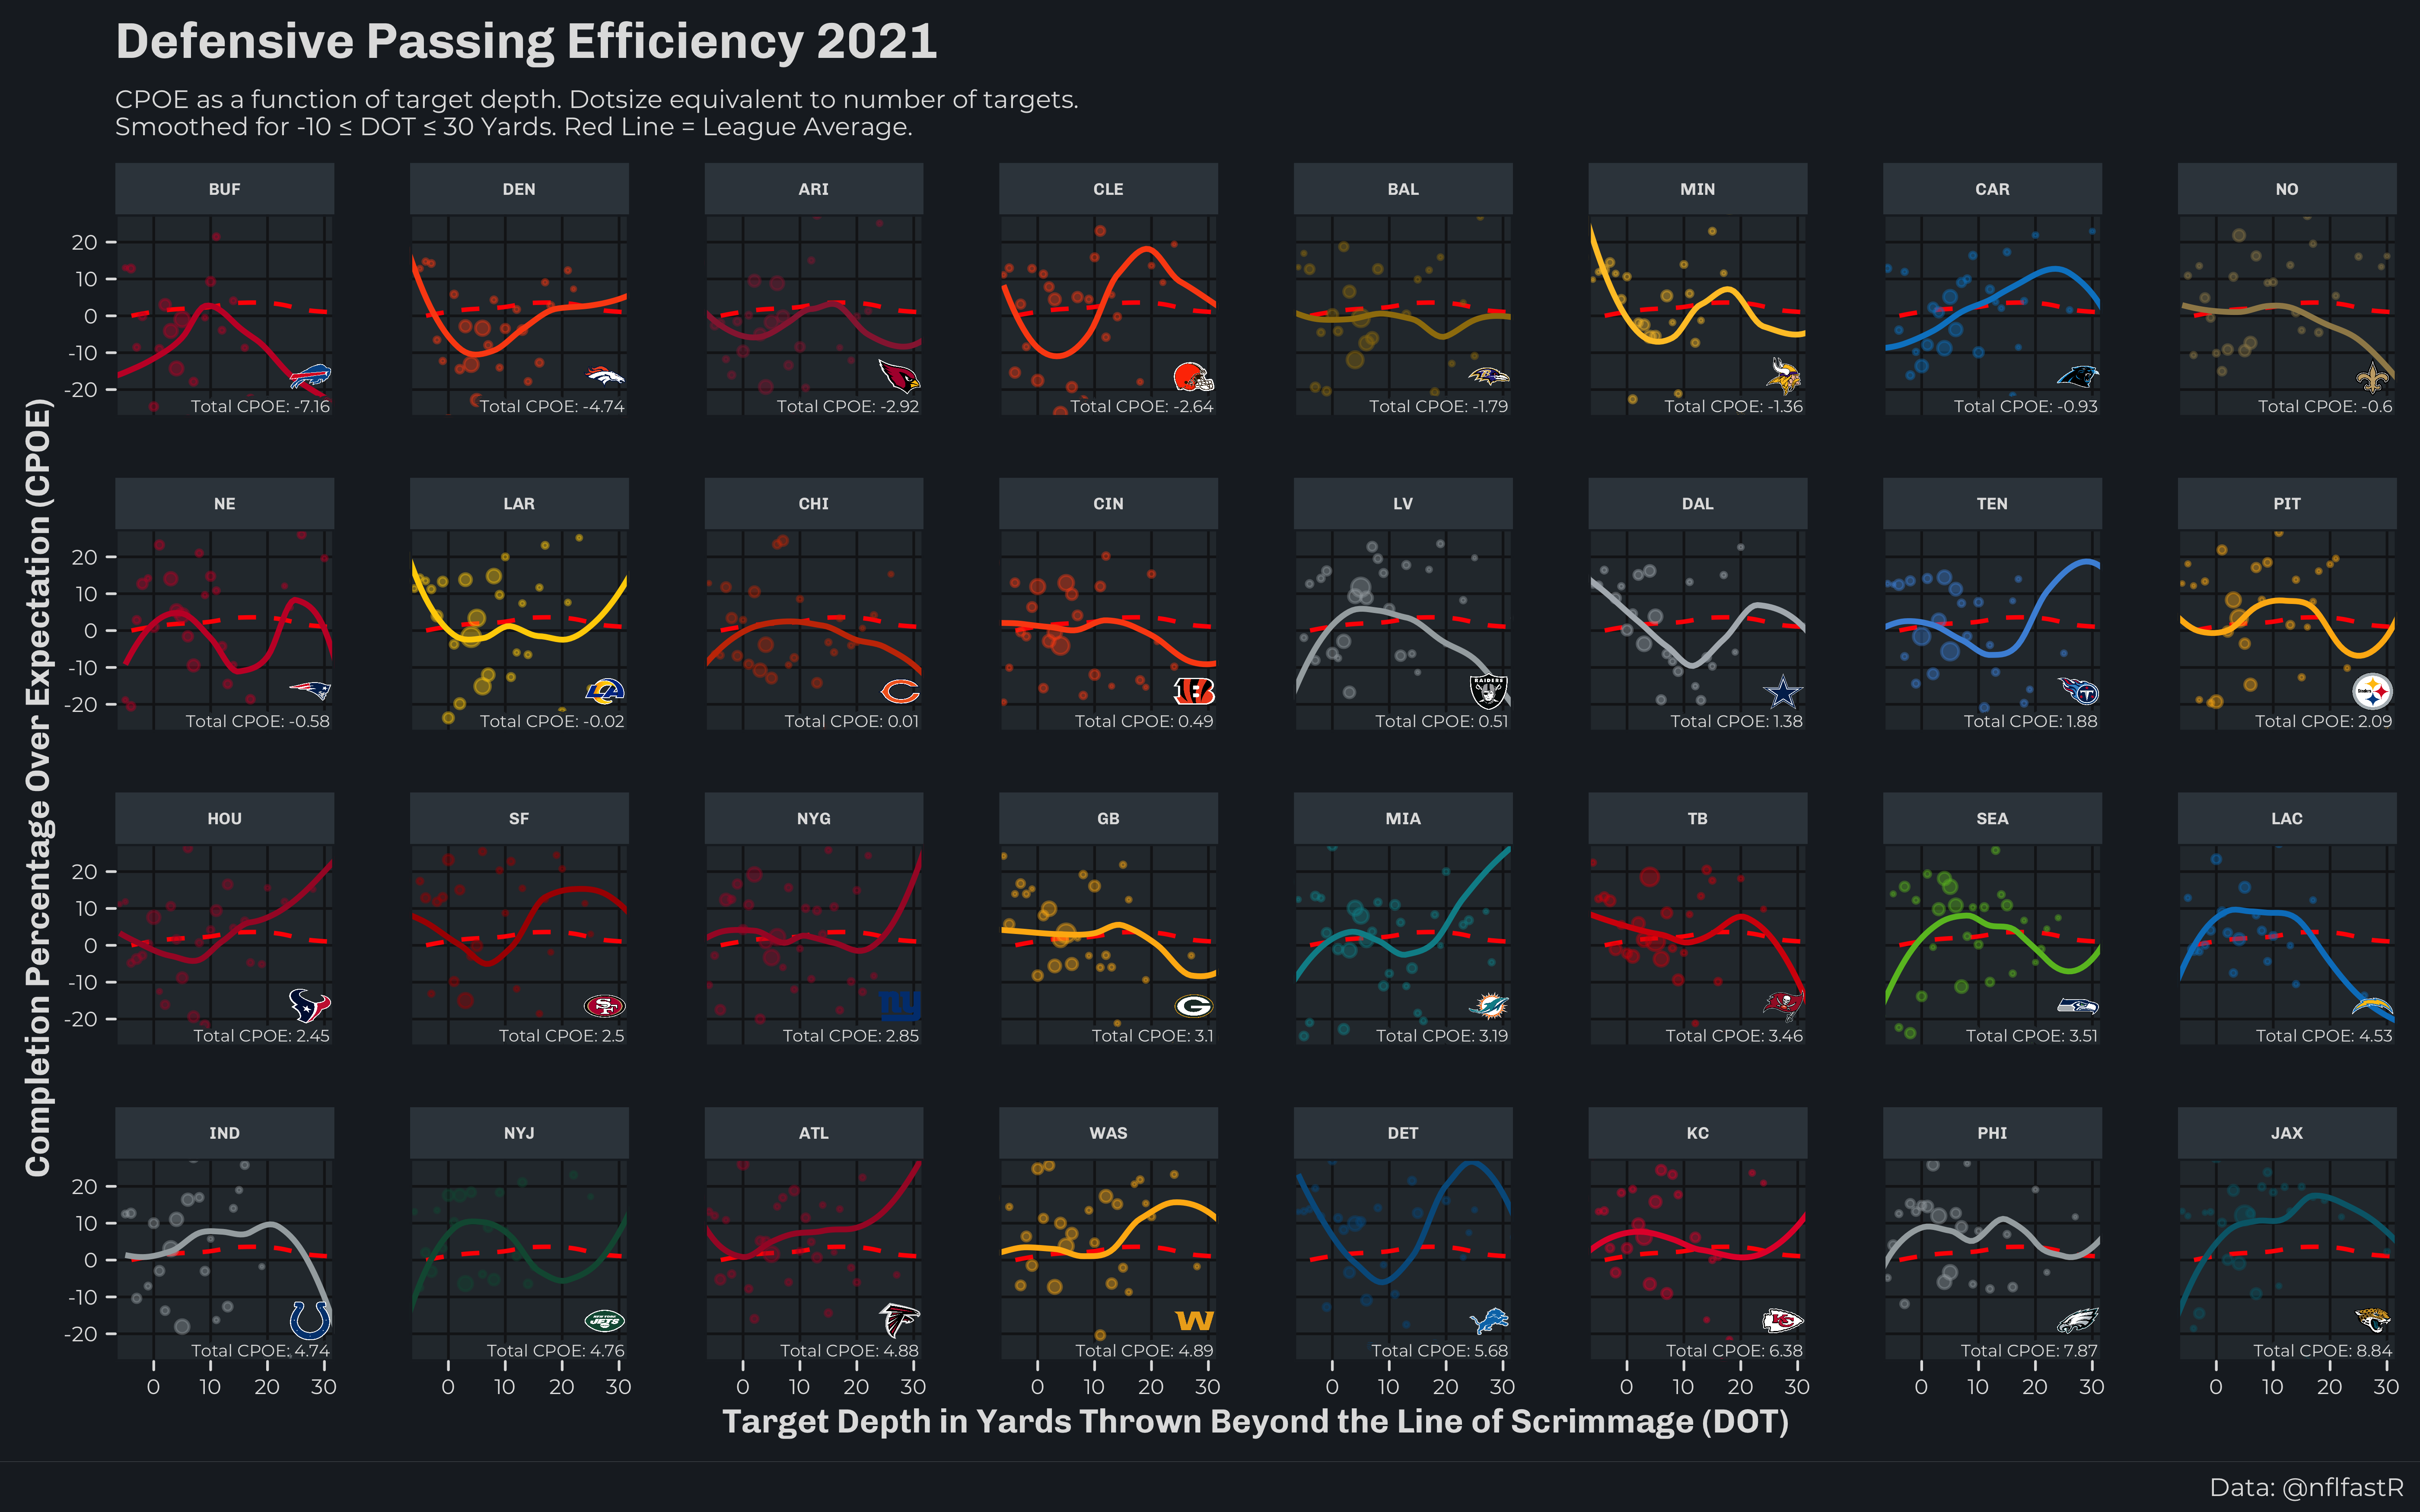 Defensive Passing Efficiency 2021
CPOE as a function of target depth. Dotsize equivalent to number of targets.
Smoothed for -10 ≤ DOT ≤ 30 Yards. Red Line = League Average.
Completion Percentage Over Expectation (CPOE)
BUF DEN ARI CLE BAL MIN CAR NO
20
10
0
-10
-20
Total CPOE: -7.16 Total CPOE: -4.74 Total CPOE: -2.92 Total CPOE: -2.64 Total CPOE: -1.79 Total CPOE: -1.36 Total CPOE: -0.93 Total CPOE: -0.6
NE LAR CHI CIN LV DAL TEN PIT
20
10
0
-10
-20
LA C B RAIDERS T Steelers
Total CPOE: -0.58 Total CPOE: -0.02 Total CPOE: 0.01 Total CPOE: 0.49 Total CPOE: 0.51 Total CPOE: 1.38 Total CPOE: 1.88 Total CPOE: 2.09
HOU SF NYG GB MIA TB SEA LAC
20
10
0
-10
-20
SF ny G
Total CPOE: 2.45 Total CPOE: 2.5 Total CPOE: 2.85 Total CPOE: 3.1 Total CPOE: 3.19 Total CPOE: 3.46 Total CPOE: 3.51 Total CPOE: 4.53
IND NYJ ATL WAS DET KC PHI JAX
20
10
0
-10
-20
NEW YORK
JETS W KC
Total CPOE: 4.74 Total CPOE: 4.76 Total CPOE: 4.88 Total CPOE: 4.89 Total CPOE: 5.68 Total CPOE: 6.38 Total CPOE: 7.87 Total CPOE: 8.84
0 10 20 30 0 10 20 30 0 10 20 30 0 10 20 30 0 10 20 30 0 10 20 30 0 10 20 30 0 10 20 30
Target Depth in Yards Thrown Beyond the Line of Scrimmage (DOT)
Data: @nflfastR